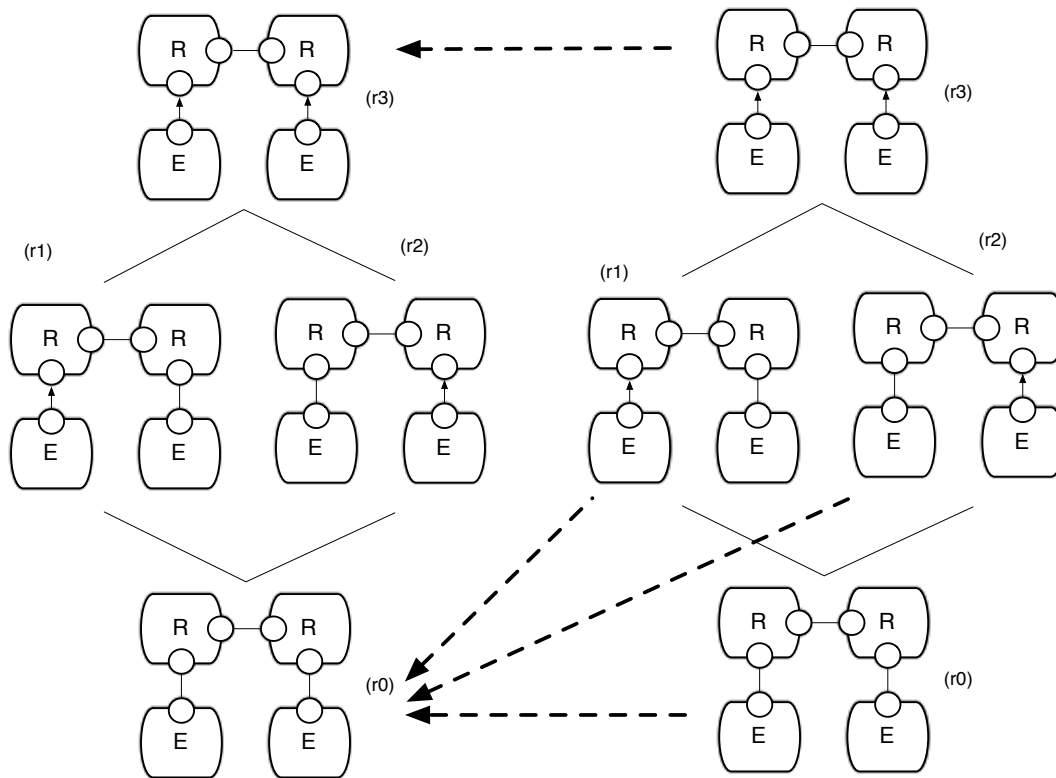 R R R R
(r3) (r3)
E E E E
(r1) (r2) (r1) (r2)
R R R R R R R R
E E E E E E E E
R R R R
(r0) (r0)
E E E E